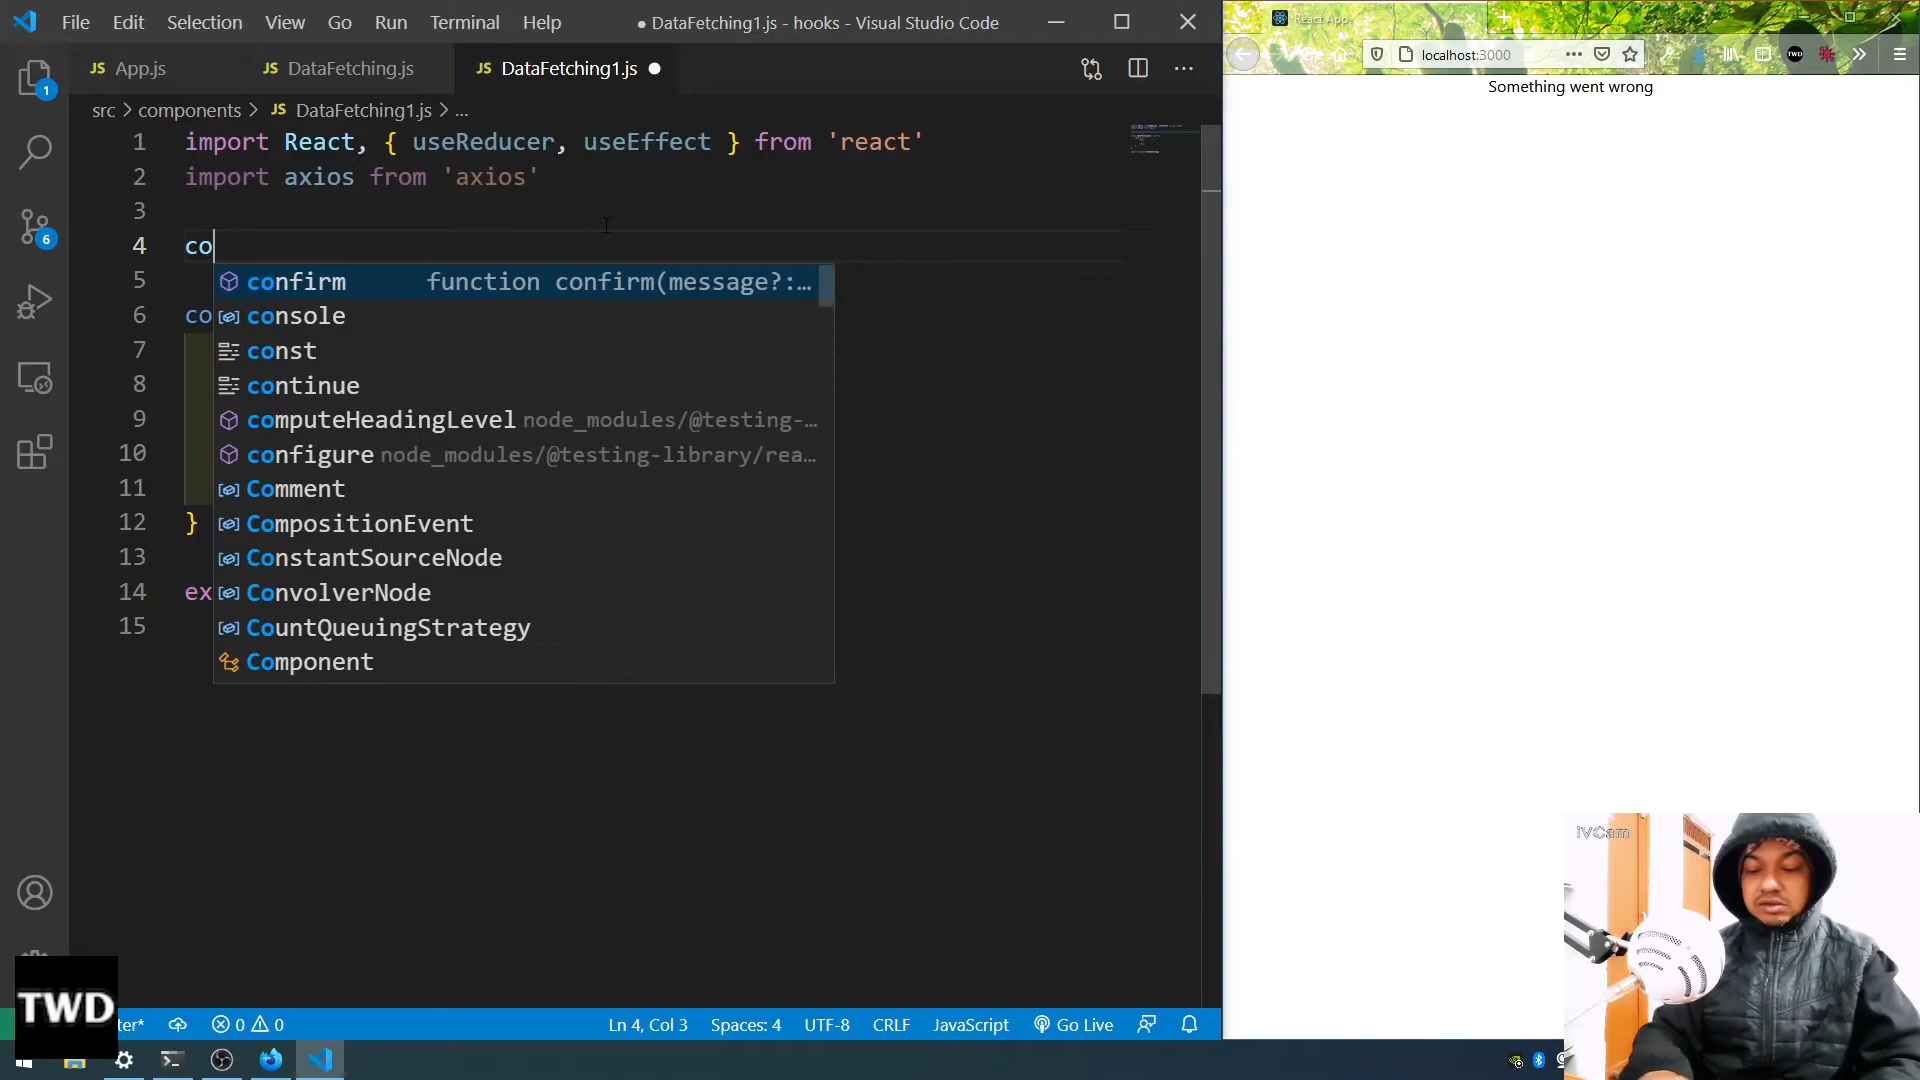 File Edit Selection View Go Run Terminal Help
● DataFetching1.js - hooks - Visual Studio Code
JS App.js
JS DataFetching.js
JS DataFetching1.js
src > components > JS DataFetching1.js > ...
1 import React, { useReducer, useEffect } from 'react'
2 import axios from 'axios'
3
4 co
5
6 co
7
8
9
10
11
12 }
13
14 ex
15
confirm function confirm(message?:…
console
const
continue
computeHeadingLevel node_modules/@testing-…
configure node_modules/@testing-library/rea…
Comment
CompositionEvent
ConstantSourceNode
ConvolverNode
CountQueuingStrategy
Component
1
6
TWD
ter*
0 0
Ln 4, Col 3
Spaces: 4
UTF-8
CRLF
JavaScript
Go Live
React App
localhost:3000
TWD
Something went wrong
iVCam